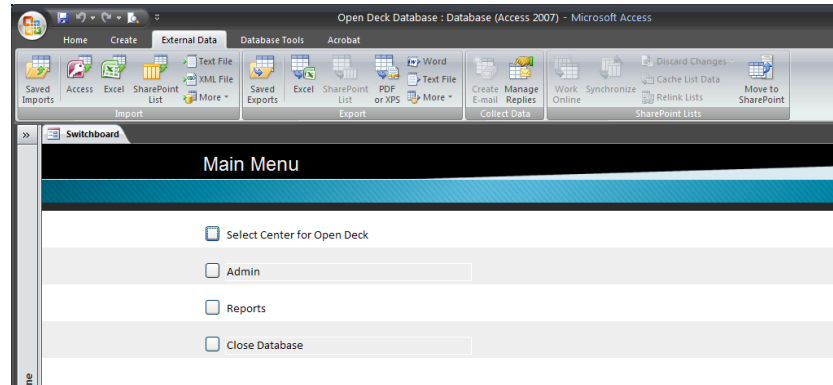 Open Deck Database : Database (Access 2007) - Microsoft Access
Home Create External Data Database Tools Acrobat
Saved Imports
Access
Excel
SharePoint List
Text File
XML File
More
Import
Saved Exports
Excel
SharePoint List
PDF or XPS
Word
Text File
More
Export
Create E-mail
Manage Replies
Collect Data
Work Online
Synchronize
Discard Changes
Cache List Data
Relink Lists
Move to SharePoint
SharePoint Lists
» Switchboard
Main Menu
Select Center for Open Deck
Admin
Reports
Close Database